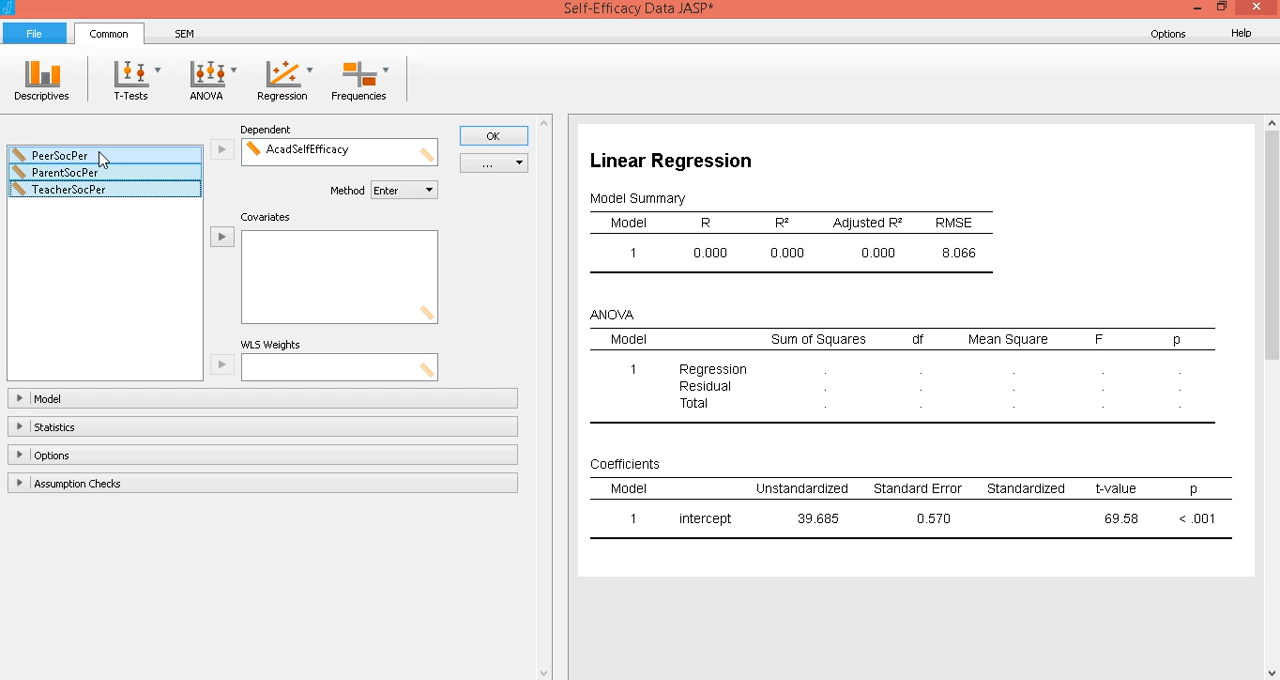 Self-Efficacy Data JASP*
File Common SEM Options Help
Descriptives T-Tests ANOVA Regression Frequencies
PeerSocPer
ParentSocPer
TeacherSocPer
Dependent
AcadSelfEfficacy
OK
...
Method Enter
Covariates
WLS Weights
Model
Statistics
Options
Assumption Checks
Linear Regression
Model Summary
Model R R² Adjusted R² RMSE
1 0.000 0.000 0.000 8.066
ANOVA
Model Sum of Squares df Mean Square F p
1 Regression . . . . .
Residual . . . . .
Total . . . . .
Coefficients
Model Unstandardized Standard Error Standardized t-value p
1 intercept 39.685 0.570 69.58 < .001